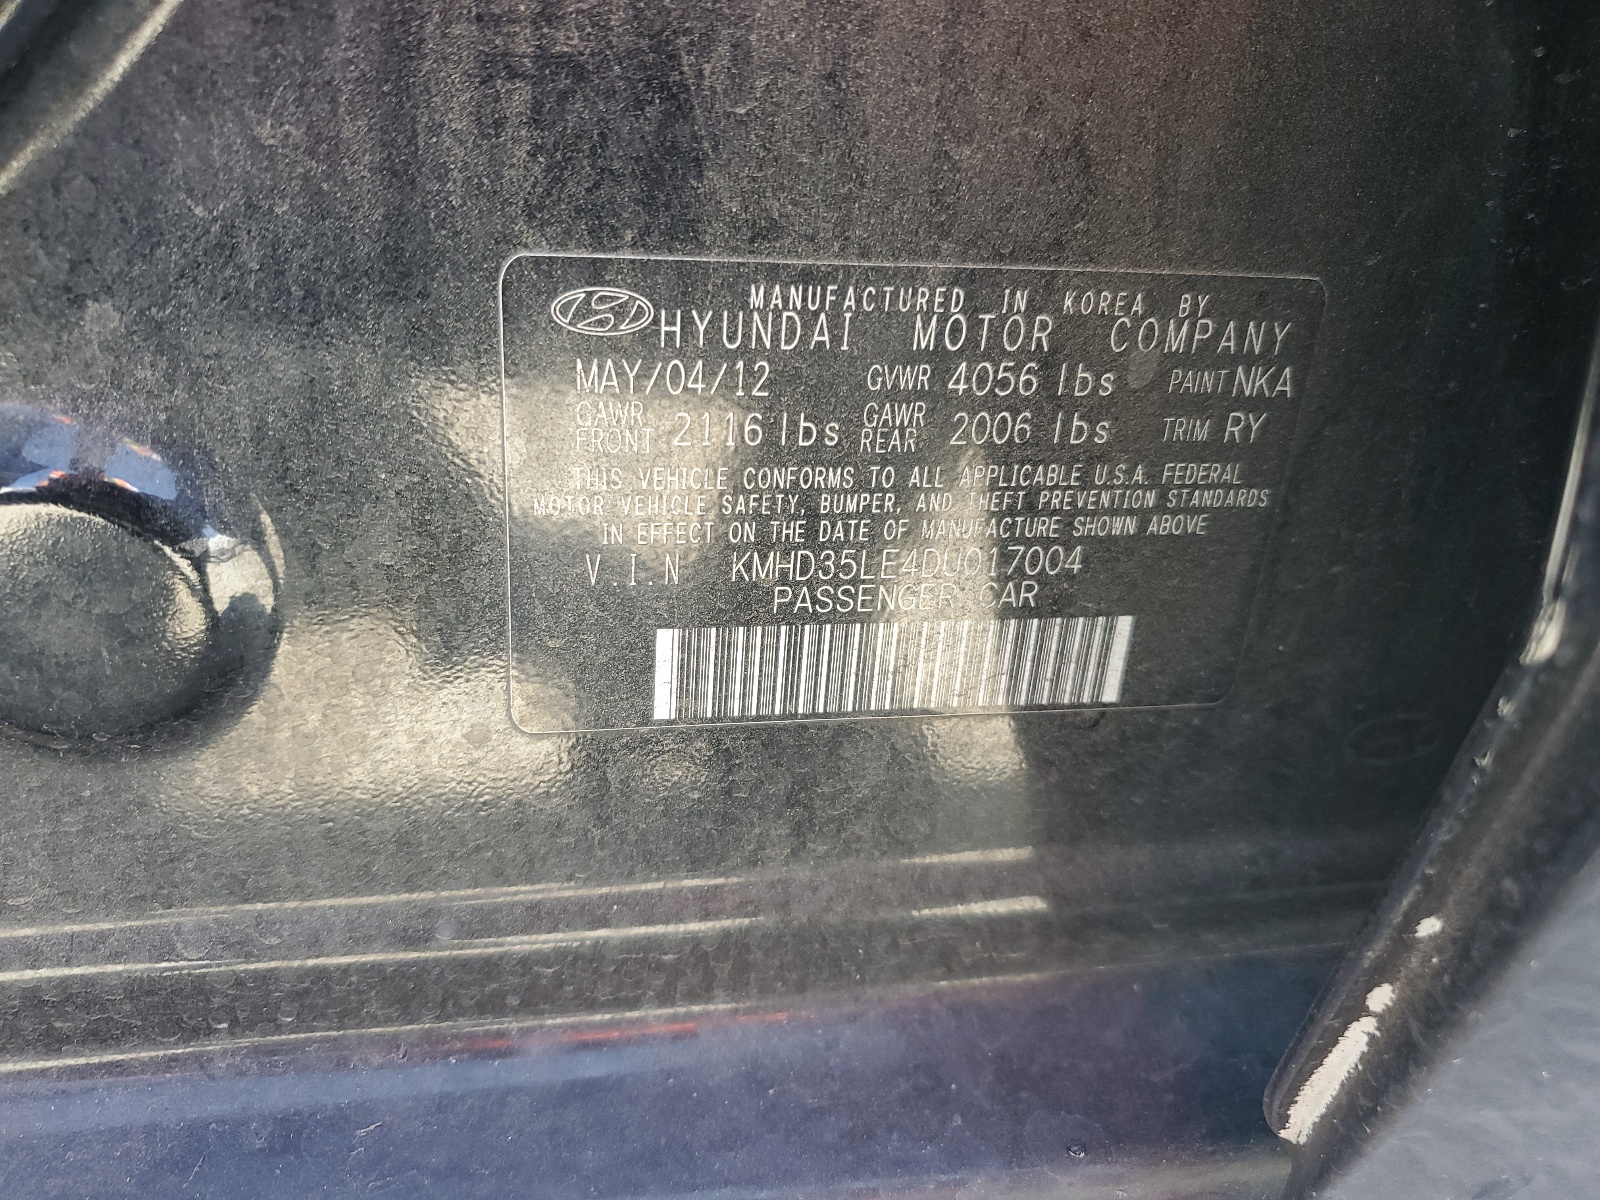 MANUFACTURED IN KOREA BY
HYUNDAI MOTOR COMPANY
MAY/04/12 GVWR 4056 lbs PAINT NKA
GAWR FRONT 2116 lbs GAWR REAR 2006 lbs TRIM RY
THIS VEHICLE CONFORMS TO ALL APPLICABLE U.S.A. FEDERAL
MOTOR VEHICLE SAFETY, BUMPER, AND THEFT PREVENTION STANDARDS
IN EFFECT ON THE DATE OF MANUFACTURE SHOWN ABOVE
V.I.N KMHD35LE4DU017004
PASSENGER CAR